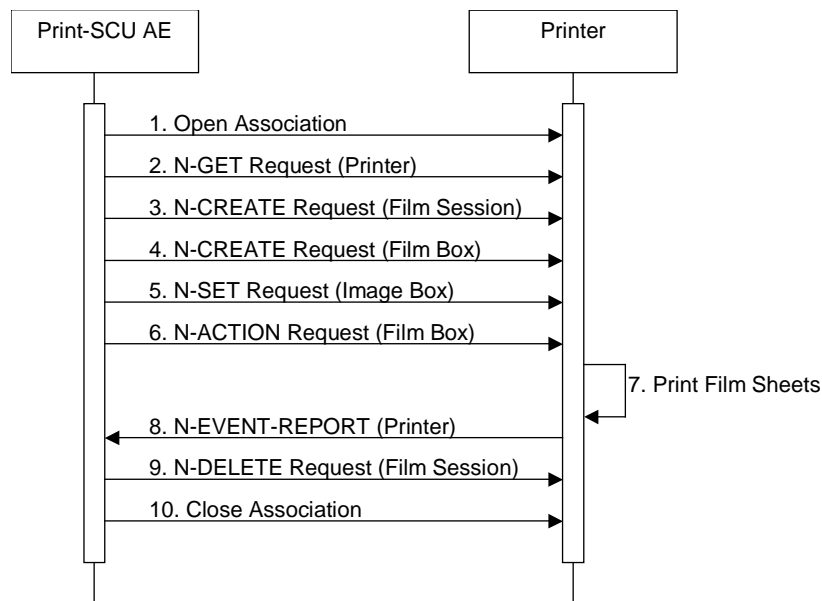 Print-SCU AE
Printer
1. Open Association
2. N-GET Request (Printer)
3. N-CREATE Request (Film Session)
4. N-CREATE Request (Film Box)
5. N-SET Request (Image Box)
6. N-ACTION Request (Film Box)
7. Print Film Sheets
8. N-EVENT-REPORT (Printer)
9. N-DELETE Request (Film Session)
10. Close Association